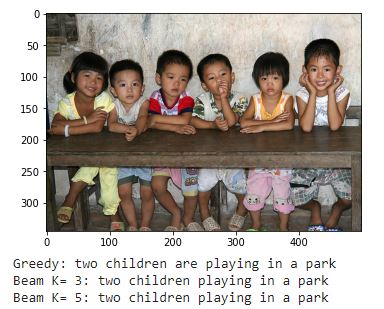 0
50
100
150
200
250
300
0 100 200 300 400
Greedy: two children are playing in a park
Beam K= 3: two children playing in a park
Beam K= 5: two children playing in a park